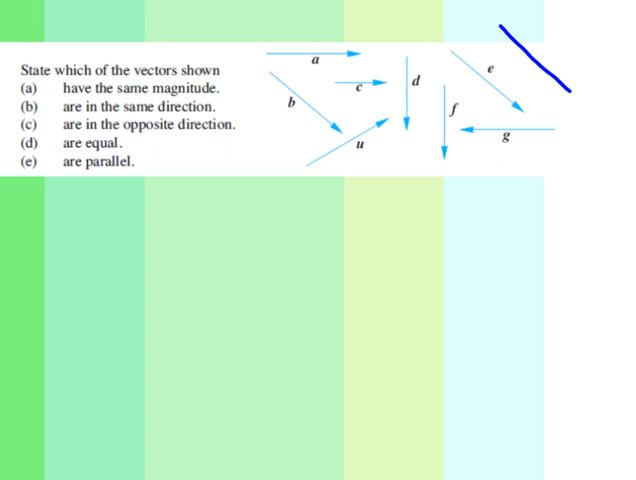 State which of the vectors shown
(a) have the same magnitude.
(b) are in the same direction.
(c) are in the opposite direction.
(d) are equal.
(e) are parallel.
a
b
c
u
d
e
f
g